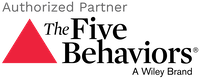 Authorized Partner
The Five
Behaviors®
A Wiley Brand